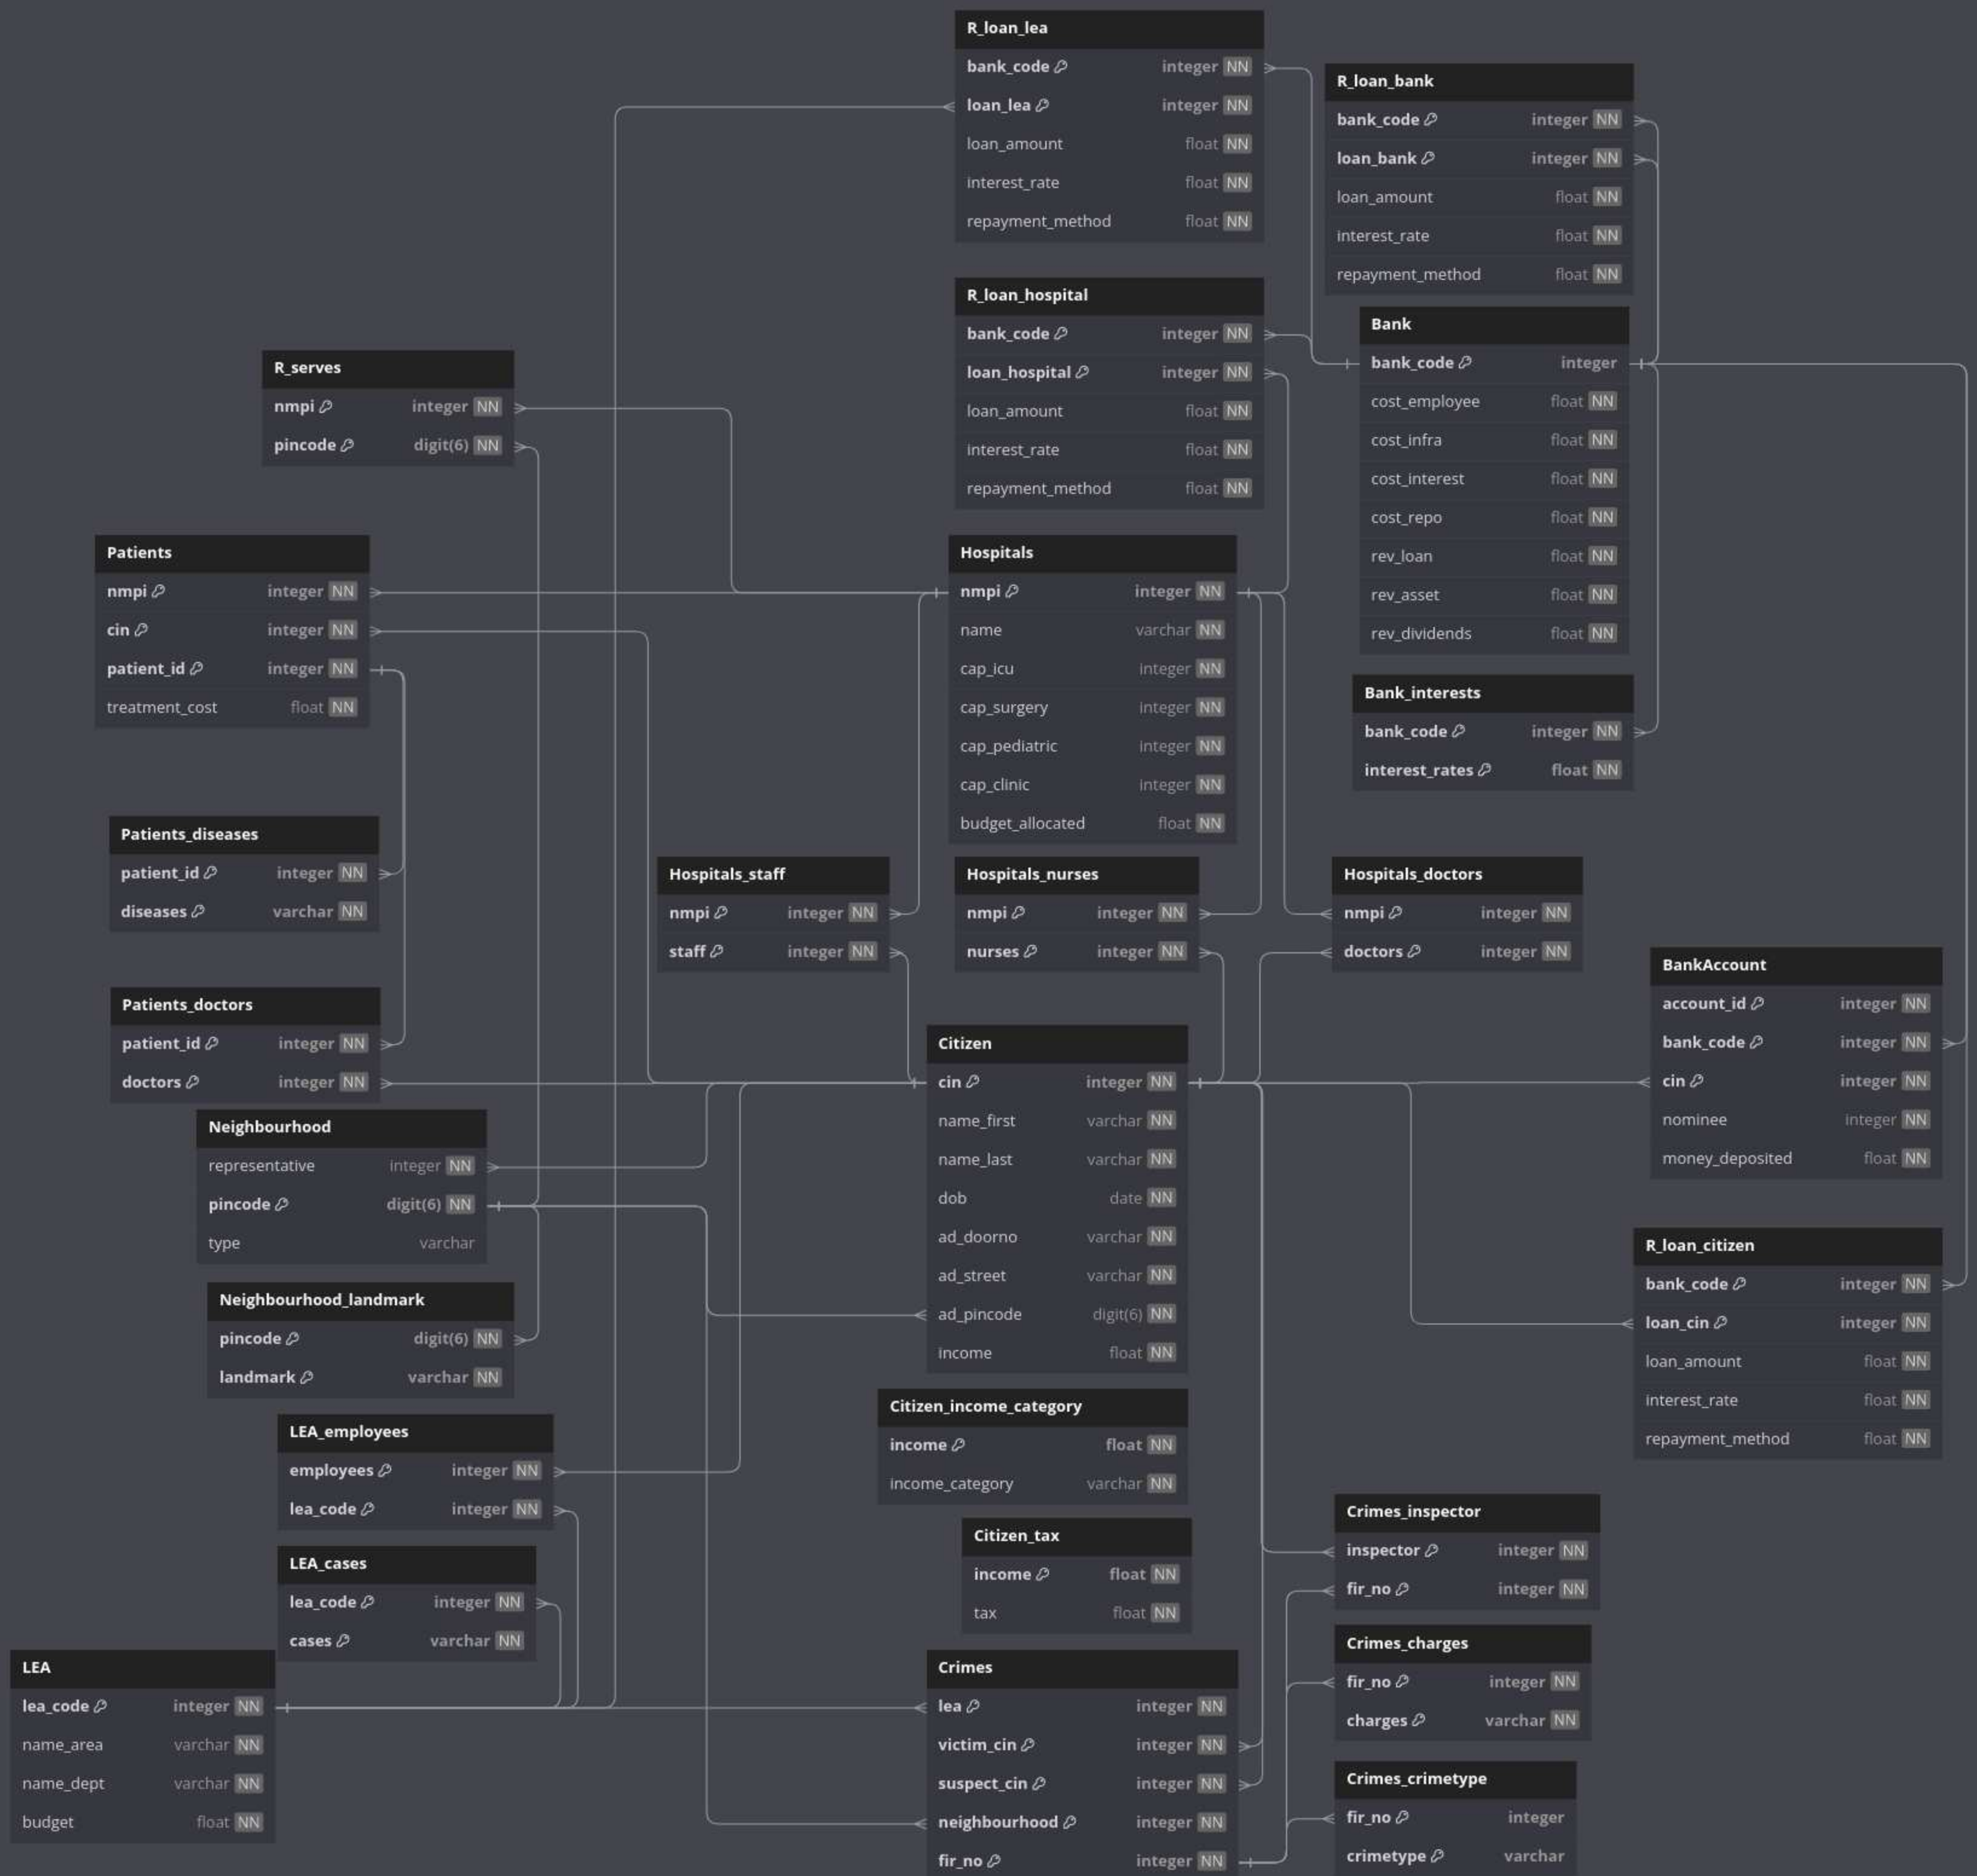 R_loan_lea
bank_code integer NN
loan_lea integer NN
loan_amount float NN
interest_rate float NN
repayment_method float NN
R_loan_bank
bank_code integer NN
loan_bank integer NN
loan_amount float NN
interest_rate float NN
repayment_method float NN
R_loan_hospital
bank_code integer NN
loan_hospital integer NN
loan_amount float NN
interest_rate float NN
repayment_method float NN
Bank
bank_code integer
cost_employee float NN
cost_infra float NN
cost_interest float NN
cost_repo float NN
rev_loan float NN
rev_asset float NN
rev_dividends float NN
R_serves
nmpi integer NN
pincode digit(6) NN
Patients
nmpi integer NN
cin integer NN
patient_id integer NN
treatment_cost float NN
Hospitals
nmpi integer NN
name varchar NN
cap_icu integer NN
cap_surgery integer NN
cap_pediatric integer NN
cap_clinic integer NN
budget_allocated float NN
Bank_interests
bank_code integer NN
interest_rates float NN
Patients_diseases
patient_id integer NN
diseases varchar NN
Hospitals_staff
nmpi integer NN
staff integer NN
Hospitals_nurses
nmpi integer NN
nurses integer NN
Hospitals_doctors
nmpi integer NN
doctors integer NN
Patients_doctors
patient_id integer NN
doctors integer NN
Citizen
cin integer NN
name_first varchar NN
name_last varchar NN
dob date NN
ad_doorno varchar NN
ad_street varchar NN
ad_pincode digit(6) NN
income float NN
BankAccount
account_id integer NN
bank_code integer NN
cin integer NN
nominee integer NN
money_deposited float NN
Neighbourhood
representative integer NN
pincode digit(6) NN
type varchar
Neighbourhood_landmark
pincode digit(6) NN
landmark varchar NN
R_loan_citizen
bank_code integer NN
loan_cin integer NN
loan_amount float NN
interest_rate float NN
repayment_method float NN
LEA_employees
employees integer NN
lea_code integer NN
Citizen_income_category
income float NN
income_category varchar NN
LEA_cases
lea_code integer NN
cases varchar NN
Citizen_tax
income float NN
tax float NN
Crimes_inspector
inspector integer NN
fir_no integer NN
LEA
lea_code integer NN
name_area varchar NN
name_dept varchar NN
budget float NN
Crimes
lea integer NN
victim_cin integer NN
suspect_cin integer NN
neighbourhood integer NN
fir_no integer NN
Crimes_charges
fir_no integer NN
charges varchar NN
Crimes_crimetype
fir_no integer
crimetype varchar